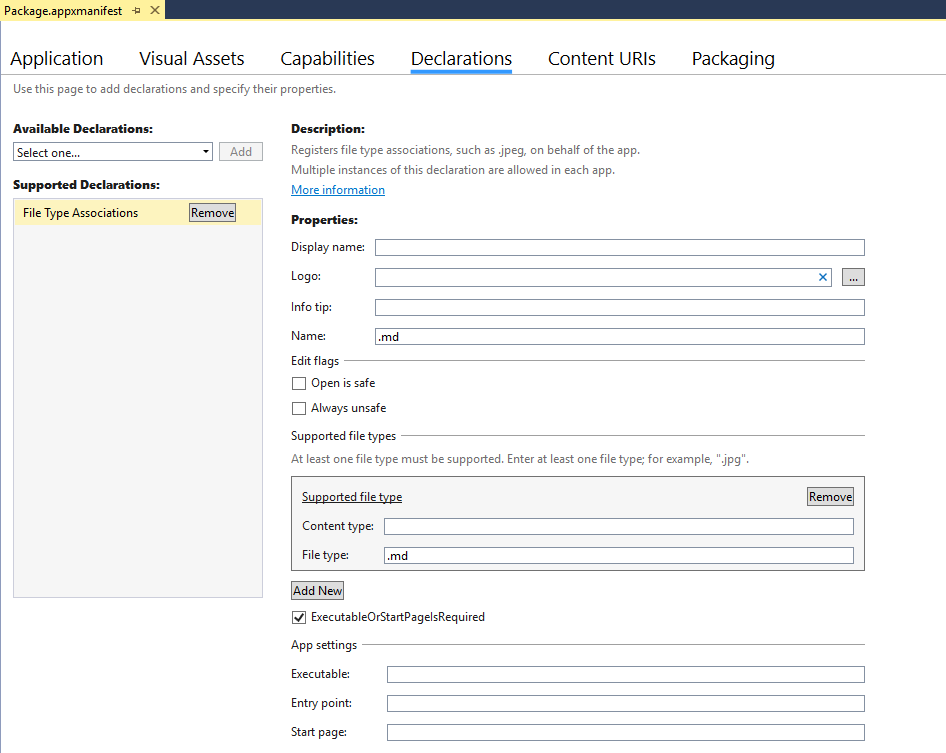 Package.appxmanifest
Application Visual Assets Capabilities Declarations Content URIs Packaging
Use this page to add declarations and specify their properties.
Available Declarations:
Select one...
Add
Supported Declarations:
File Type Associations
Remove
Description:
Registers file type associations, such as .jpeg, on behalf of the app.
Multiple instances of this declaration are allowed in each app.
More information
Properties:
Display name:
Logo:
...
Info tip:
Name: .md
Edit flags
Open is safe
Always unsafe
Supported file types
At least one file type must be supported. Enter at least one file type; for example, ".jpg".
Supported file type
Remove
Content type:
File type: .md
Add New
ExecutableOrStartPageIsRequired
App settings
Executable:
Entry point:
Start page: